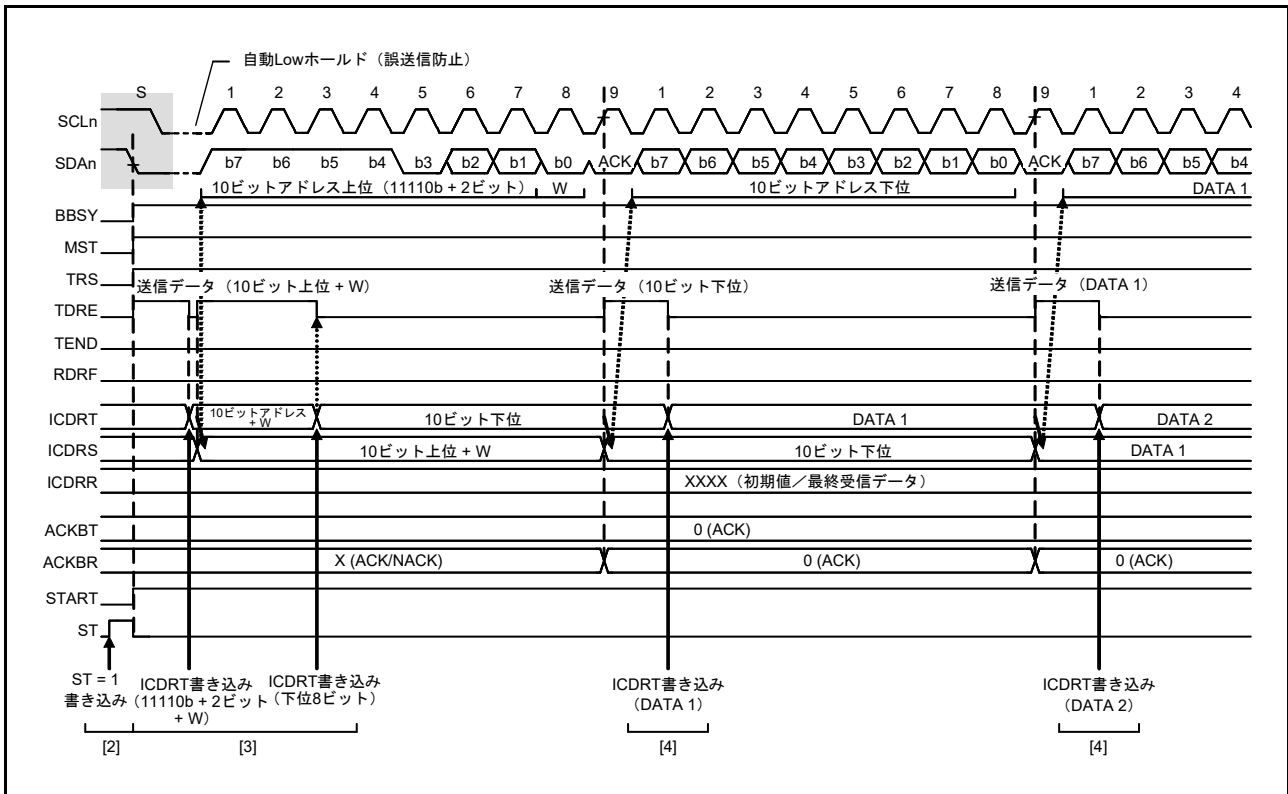 自動Lowホールド（誤送信防止）
S 1 2 3 4 5 6 7 8 9 1 2 3 4 5 6 7 8 9 1 2 3 4
SCLn
SDAn b7 b6 b5 b4 b3 b2 b1 b0 ACK b7 b6 b5 b4 b3 b2 b1 b0 ACK b7 b6 b5 b4
10ビットアドレス上位（11110b + 2ビット） W 10ビットアドレス下位 DATA 1
BBSY
MST
TRS
送信データ（10ビット上位 + W） 送信データ（10ビット下位） 送信データ（DATA 1）
TDRE
TEND
RDRF
ICDRT 10ビットアドレス + W 10ビット下位 DATA 1 DATA 2
ICDRS 10ビット上位 + W 10ビット下位 DATA 1
ICDRR XXXX（初期値／最終受信データ）
ACKBT 0 (ACK)
ACKBR X (ACK/NACK) 0 (ACK) 0 (ACK)
START
ST
ST = 1
書き込み
ICDRT書き込み
（11110b + 2ビット
+ W）
ICDRT書き込み
（下位8ビット）
ICDRT書き込み
（DATA 1）
ICDRT書き込み
（DATA 2）
[2] [3] [4] [4]